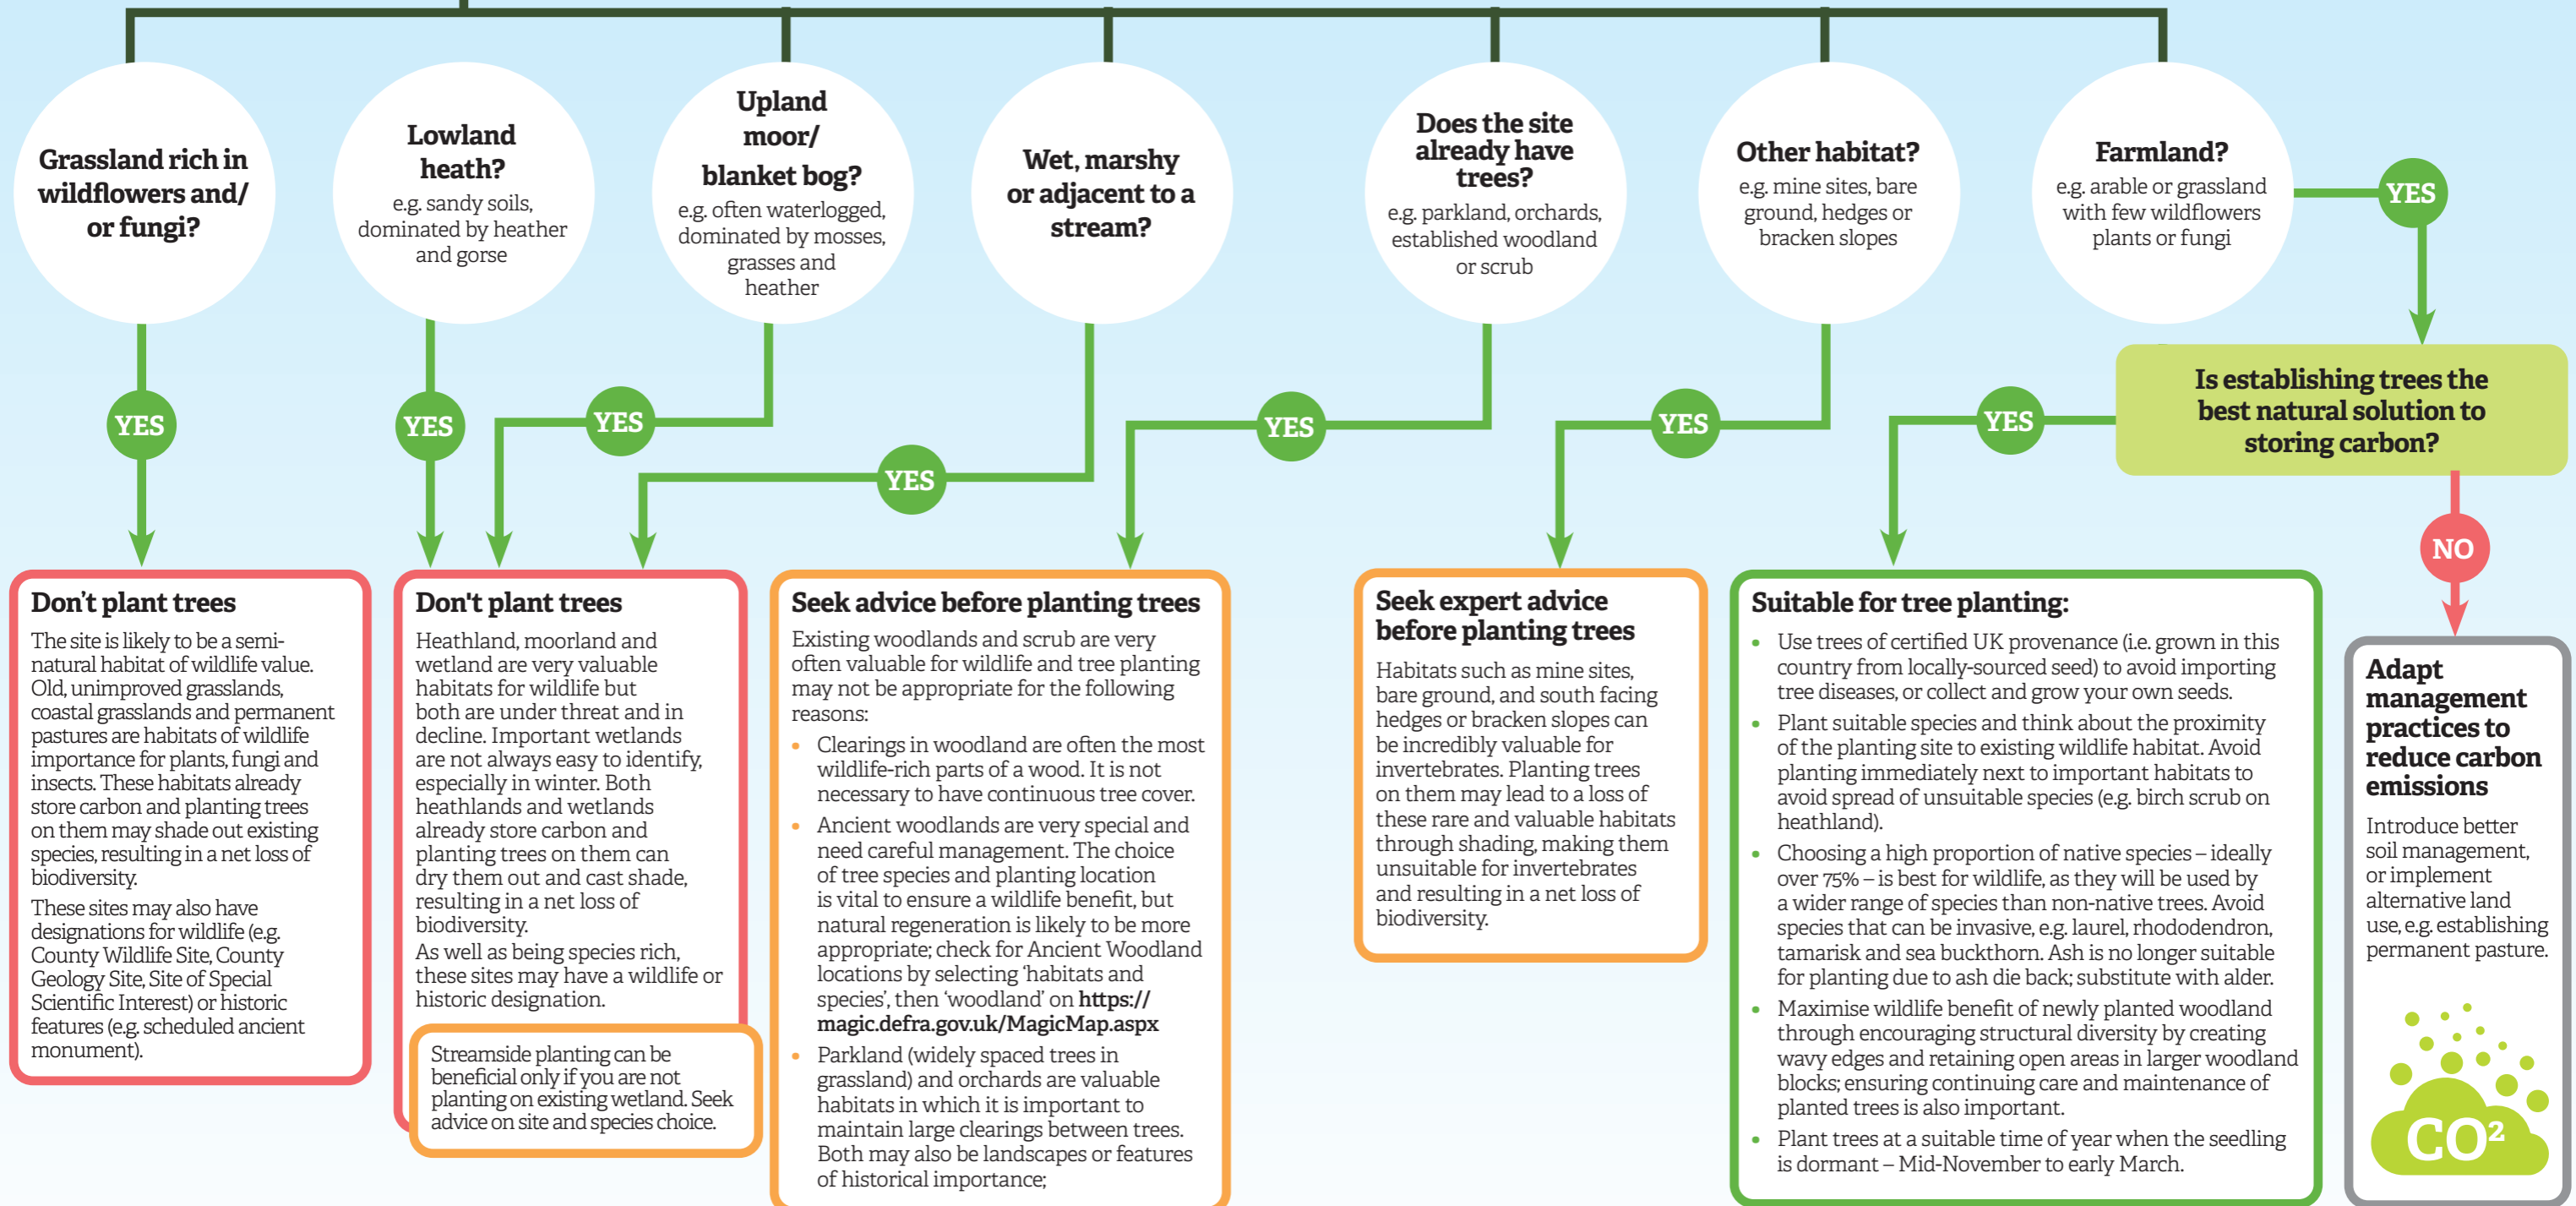 Grassland rich in
wildflowers and/
or fungi?
Lowland
heath?
e.g. sandy soils,
dominated by heather
and gorse
Upland
moor/
blanket bog?
e.g. often waterlogged,
dominated by mosses,
grasses and
heather
Wet, marshy
or adjacent to a
stream?
Does the site
already have
trees?
e.g. parkland, orchards,
established woodland
or scrub
Other habitat?
e.g. mine sites, bare
ground, hedges or
bracken slopes
Farmland?
e.g. arable or grassland
with few wildflowers
plants or fungi
YES
Is establishing trees the
best natural solution to
storing carbon?
YES
YES
YES
YES
YES
YES
YES
NO
Don’t plant trees
The site is likely to be a semi-
natural habitat of wildlife value.
Old, unimproved grasslands,
coastal grasslands and permanent
pastures are habitats of wildlife
importance for plants, fungi and
insects. These habitats already
store carbon and planting trees
on them may shade out existing
species, resulting in a net loss of
biodiversity.
These sites may also have
designations for wildlife (e.g.
County Wildlife Site, County
Geology Site, Site of Special
Scientific Interest) or historic
features (e.g. scheduled ancient
monument).
Don't plant trees
Heathland, moorland and
wetland are very valuable
habitats for wildlife but
both are under threat and in
decline. Important wetlands
are not always easy to identify,
especially in winter. Both
heathlands and wetlands
already store carbon and
planting trees on them can
dry them out and cast shade,
resulting in a net loss of
biodiversity.
As well as being species rich,
these sites may have a wildlife or
historic designation.
Streamside planting can be
beneficial only if you are not
planting on existing wetland. Seek
advice on site and species choice.
Seek advice before planting trees
Existing woodlands and scrub are very
often valuable for wildlife and tree planting
may not be appropriate for the following
reasons:
• Clearings in woodland are often the most
wildlife-rich parts of a wood. It is not
necessary to have continuous tree cover.
• Ancient woodlands are very special and
need careful management. The choice
of tree species and planting location
is vital to ensure a wildlife benefit, but
natural regeneration is likely to be more
appropriate; check for Ancient Woodland
locations by selecting ‘habitats and
species’, then ‘woodland’ on https://
magic.defra.gov.uk/MagicMap.aspx
• Parkland (widely spaced trees in
grassland) and orchards are valuable
habitats in which it is important to
maintain large clearings between trees.
Both may also be landscapes or features
of historical importance;
Seek expert advice
before planting trees
Habitats such as mine sites,
bare ground, and south facing
hedges or bracken slopes can
be incredibly valuable for
invertebrates. Planting trees
on them may lead to a loss of
these rare and valuable habitats
through shading, making them
unsuitable for invertebrates
and resulting in a net loss of
biodiversity.
Suitable for tree planting:
• Use trees of certified UK provenance (i.e. grown in this
country from locally-sourced seed) to avoid importing
tree diseases, or collect and grow your own seeds.
• Plant suitable species and think about the proximity
of the planting site to existing wildlife habitat. Avoid
planting immediately next to important habitats to
avoid spread of unsuitable species (e.g. birch scrub on
heathland).
• Choosing a high proportion of native species – ideally
over 75% – is best for wildlife, as they will be used by
a wider range of species than non-native trees. Avoid
species that can be invasive, e.g. laurel, rhododendron,
tamarisk and sea buckthorn. Ash is no longer suitable
for planting due to ash die back; substitute with alder.
• Maximise wildlife benefit of newly planted woodland
through encouraging structural diversity by creating
wavy edges and retaining open areas in larger woodland
blocks; ensuring continuing care and maintenance of
planted trees is also important.
• Plant trees at a suitable time of year when the seedling
is dormant – Mid-November to early March.
Adapt
management
practices to
reduce carbon
emissions
Introduce better
soil management,
or implement
alternative land
use, e.g. establishing
permanent pasture.
CO²